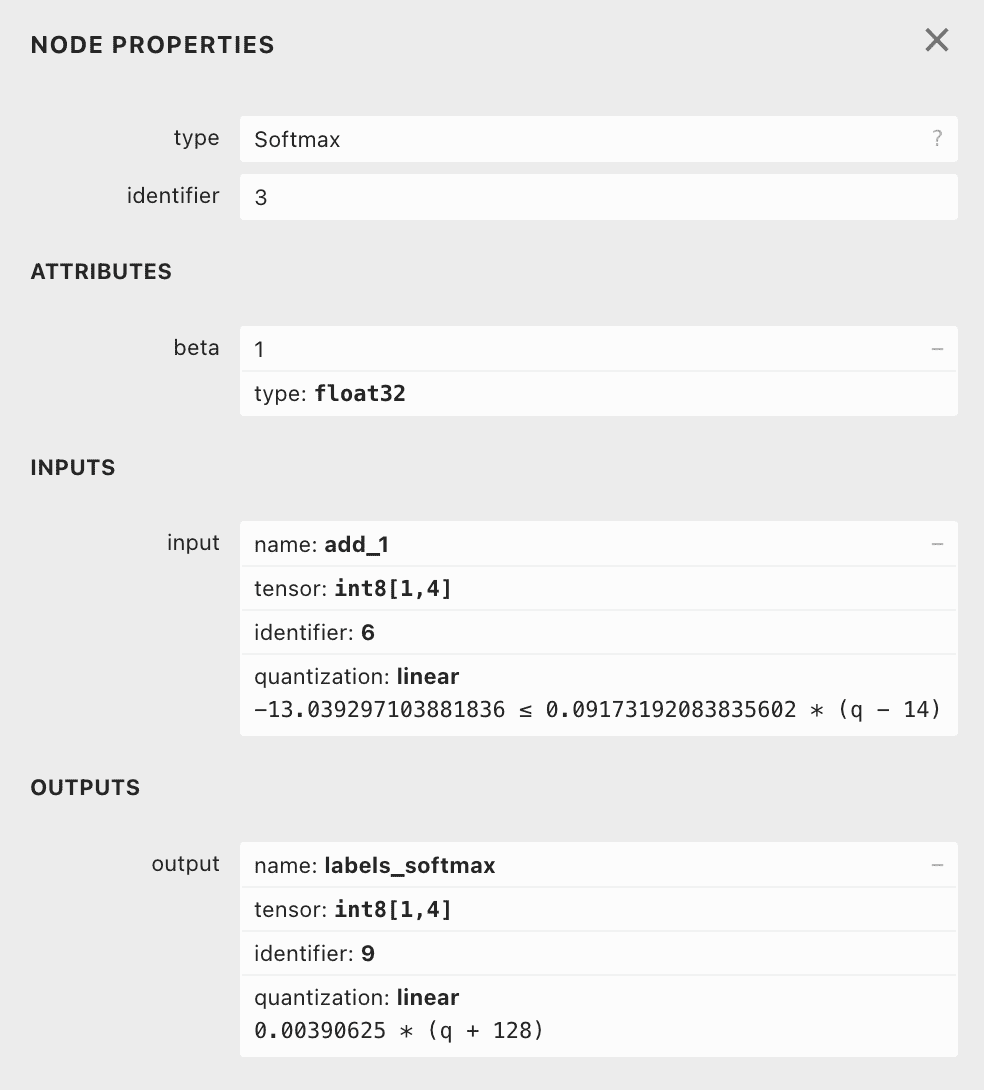 NODE PROPERTIES ✕
type Softmax ?
identifier 3
ATTRIBUTES
beta 1 –
type: float32
INPUTS
input name: add_1 –
tensor: int8[1,4]
identifier: 6
quantization: linear
−13.039297103881836 ≤ 0.09173192083835602 * (q − 14)
OUTPUTS
output name: labels_softmax –
tensor: int8[1,4]
identifier: 9
quantization: linear
0.00390625 * (q + 128)